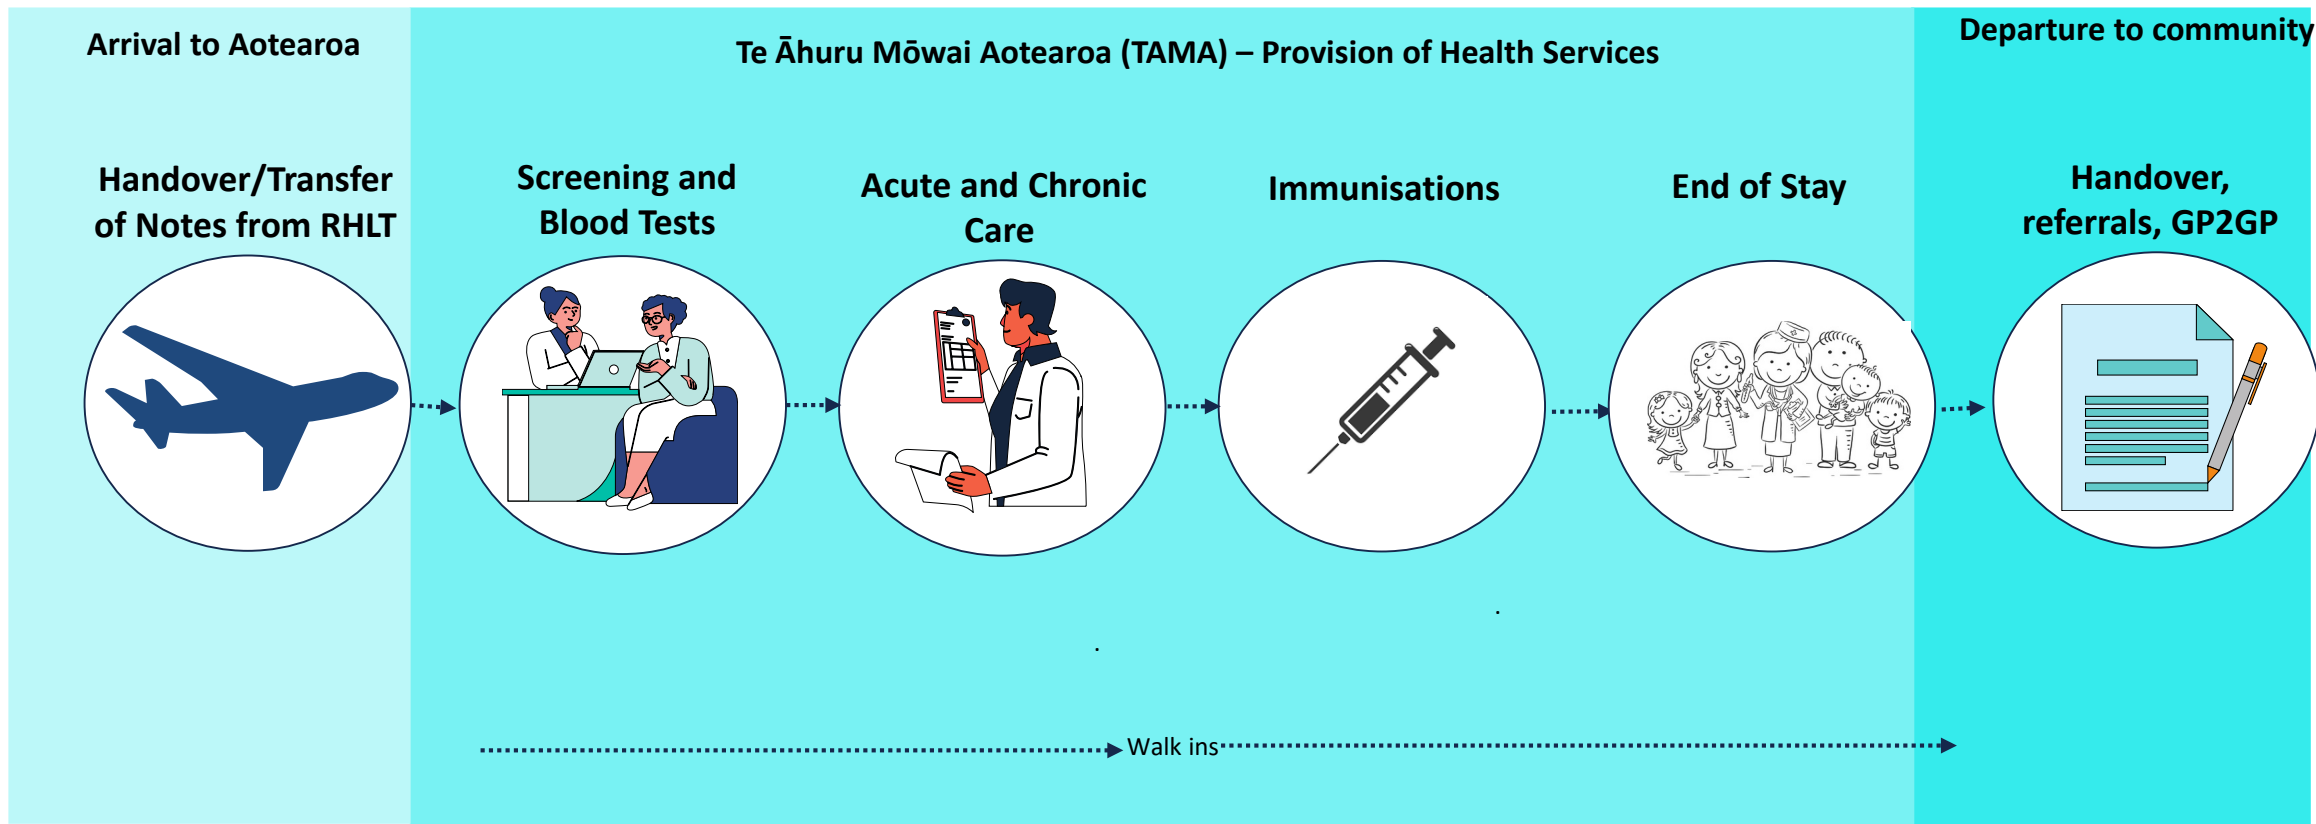 Arrival to Aotearoa
Te Āhuru Mōwai Aotearoa (TAMA) – Provision of Health Services
Departure to community
Handover/Transfer
of Notes from RHLT
Screening and
Blood Tests
Acute and Chronic
Care
Immunisations
End of Stay
Handover,
referrals, GP2GP
.
.
Walk ins